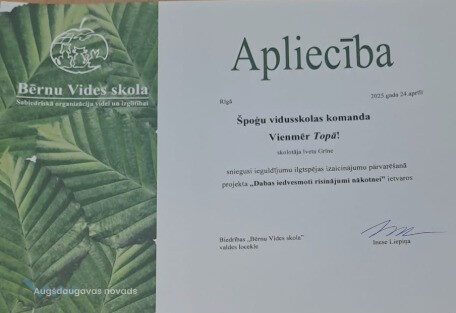 Bērnu Vides skola
Sabiedriskā organizācija videi un izglītībai
Apliecība
Rīgā
2025.gada 24.aprīlī
Špoģu vidusskolas komanda
Vienmēr Topā!
skolotāja Iveta Grīne
sniegusi ieguldījumu ilgtspējas izaicinājumu pārvarēšanā
projekta „Dabas iedvesmoti risinājumi nākotnei” ietvaros
Biedrības „Bērnu Vides skola”
valdes locekle
Inese Liepiņa
Augšdaugavas novads